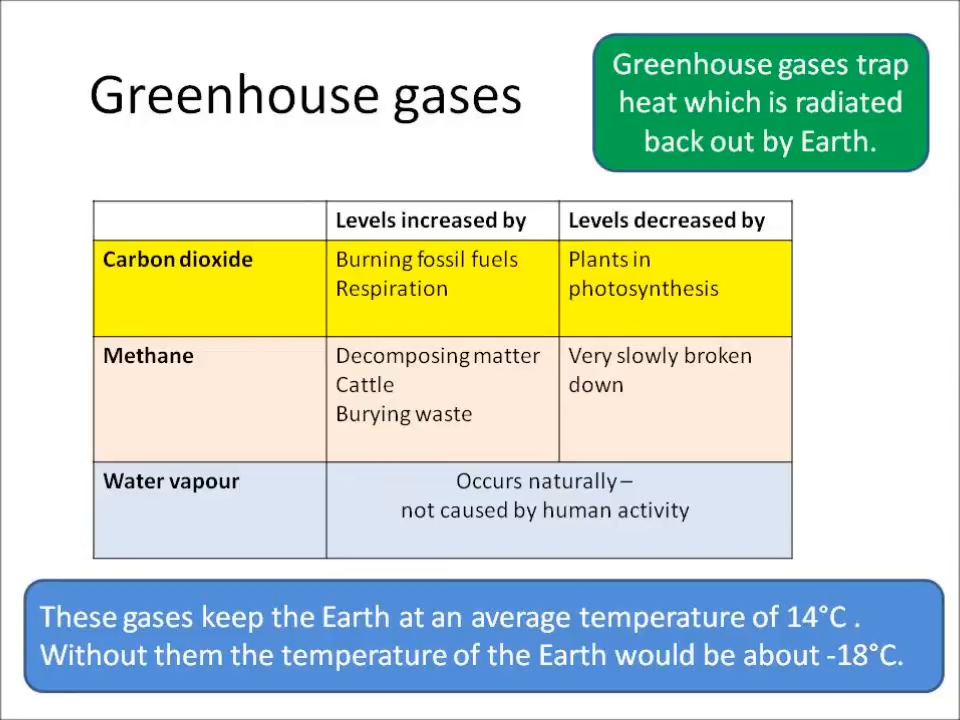 Greenhouse gases
Greenhouse gases trap
heat which is radiated
back out by Earth.
Levels increased by
Levels decreased by
Carbon dioxide
Burning fossil fuels
Respiration
Plants in
photosynthesis
Methane
Decomposing matter
Cattle
Burying waste
Very slowly broken
down
Water vapour
Occurs naturally –
not caused by human activity
These gases keep the Earth at an average temperature of 14°C .
Without them the temperature of the Earth would be about -18°C.